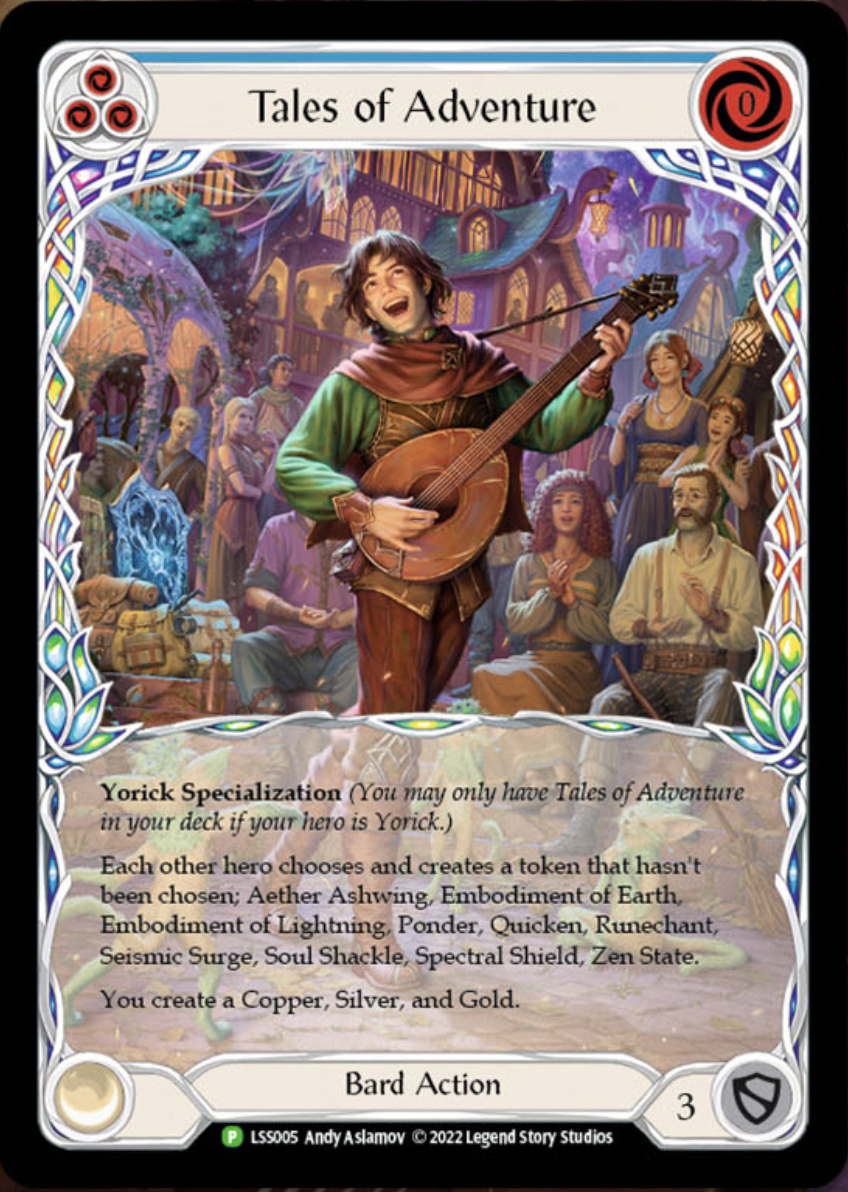 Tales of Adventure
0
Yorick Specialization (You may only have Tales of Adventure
in your deck if your hero is Yorick.)
Each other hero chooses and creates a token that hasn't
been chosen; Aether Ashwing, Embodiment of Earth,
Embodiment of Lightning, Ponder, Quicken, Runechant,
Seismic Surge, Soul Shackle, Spectral Shield, Zen State.
You create a Copper, Silver, and Gold.
Bard Action
3
P LSS005 Andy Aslamov © 2022 Legend Story Studios